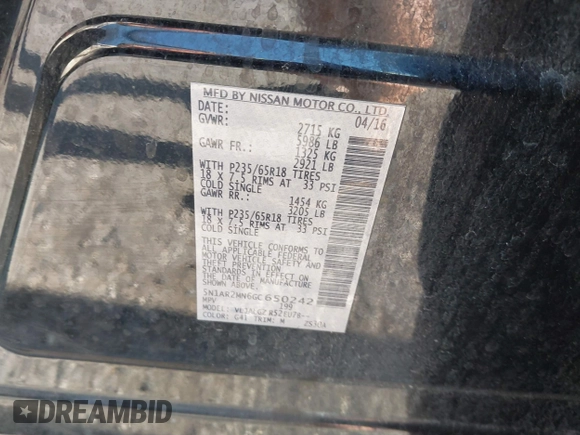 MFD BY NISSAN MOTOR CO., LTD.
DATE: 04/16
GVWR: 2715 KG
5986 LB
GAWR FR.: 1325 KG
2921 LB
WITH P235/65R18 TIRES
18 x 7.5 RIMS AT 33 PSI
COLD SINGLE
GAWR RR.: 1454 KG
3205 LB
WITH P235/65R18 TIRES
18 x 7.5 RIMS AT 33 PSI
COLD SINGLE
THIS VEHICLE CONFORMS TO
ALL APPLICABLE FEDERAL
MOTOR VEHICLE SAFETY AND
THEFT PREVENTION
STANDARDS IN EFFECT ON
THE DATE OF MANUFACTURE
SHOWN ABOVE.
5N1AR2MN6GC650242
MPV 199
MODEL:
COLOR: G41 TRIM: M
DREAMBID